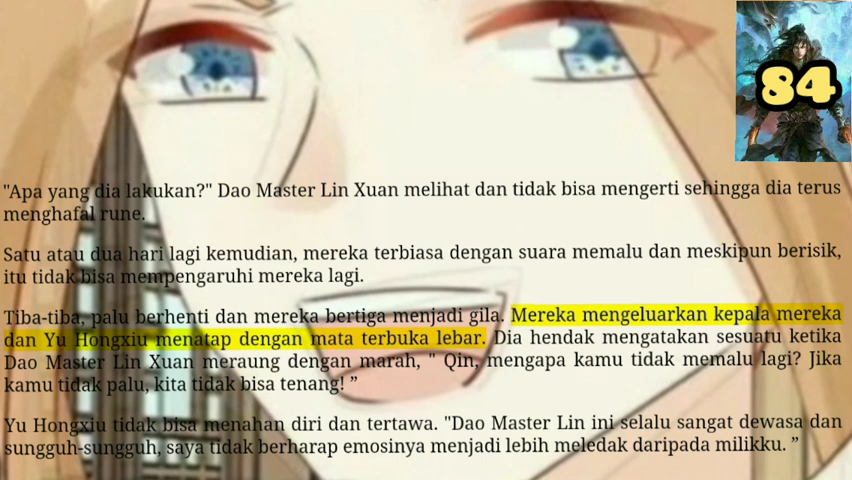 84
"Apa yang dia lakukan?" Dao Master Lin Xuan melihat dan tidak bisa mengerti sehingga dia terus
menghafal rune.
Satu atau dua hari lagi kemudian, mereka terbiasa dengan suara memalu dan meskipun berisik,
itu tidak bisa mempengaruhi mereka lagi.
Tiba-tiba, palu berhenti dan mereka bertiga menjadi gila. Mereka mengeluarkan kepala mereka
dan Yu Hongxiu menatap dengan mata terbuka lebar. Dia hendak mengatakan sesuatu ketika
Dao Master Lin Xuan meraung dengan marah, " Qin, mengapa kamu tidak memalu lagi? Jika
kamu tidak palu, kita tidak bisa tenang! ”
Yu Hongxiu tidak bisa menahan diri dan tertawa. "Dao Master Lin ini selalu sangat dewasa dan
sungguh-sungguh, saya tidak berharap emosinya menjadi lebih meledak daripada milikku. ”